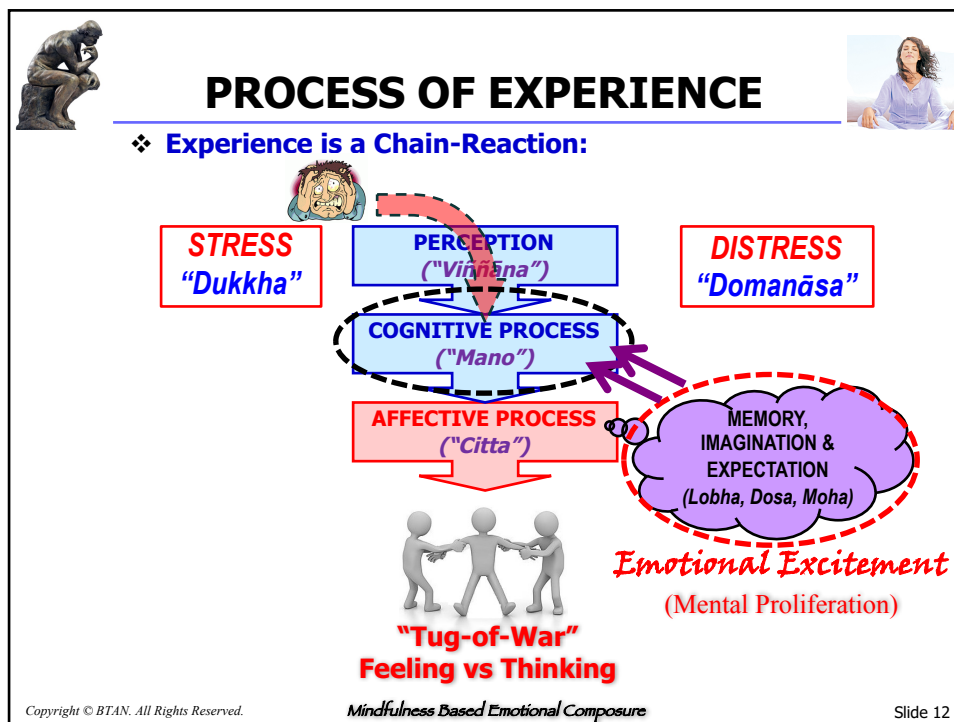 PROCESS OF EXPERIENCE
❖ Experience is a Chain-Reaction:
STRESS
“Dukkha”
PERCEPTION
(“Viññāna”)
DISTRESS
“Domanāsa”
COGNITIVE PROCESS
(“Mano”)
AFFECTIVE PROCESS
(“Citta”)
MEMORY,
IMAGINATION &
EXPECTATION
(Lobha, Dosa, Moha)
Emotional Excitement
(Mental Proliferation)
“Tug-of-War”
Feeling vs Thinking
Copyright © BTAN. All Rights Reserved.
Mindfulness Based Emotional Composure
Slide 12